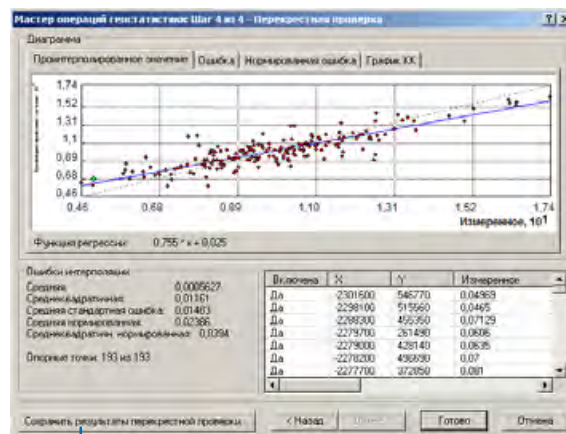 Мастер операций геостатистики: Шаг 4 из 4 - Перекрестная проверка
Диаграмма
Проинтерполированное значение Ошибка Нормированная ошибка График КК
1,74
1,52
1,31
1,1
0,89
0,68
0,46
0.46 0.68 0.89 1.10 1.31 1.52 1.74
Измеренное, 10¹
Функция регрессии: 0,755 * x + 0,025
Ошибки интерполяции
Средняя: 0,0005627
Среднеквадратичная: 0,01161
Средняя стандартная ошибка: 0,01483
Средняя нормированная: 0,02386
Среднеквадратич. нормированная: 0,8394
Опорные точки: 193 из 193
Включена X Y Измеренное
Да -2301600 546770 0,04969
Да -2298100 515560 0,0465
Да -2288300 455350 0,07129
Да -2279700 261490 0,0606
Да -2279000 428140 0,0635
Да -2278200 496690 0,07
Да -2277700 372850 0,081
Сохранить результаты перекрестной проверки
< Назад Готово Отмена